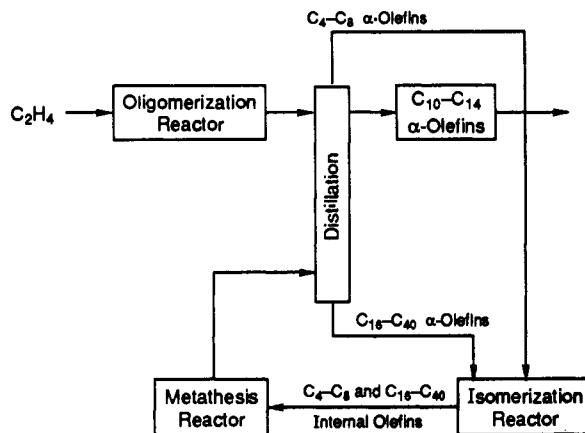 C₄–C₈ α-Olefins
C₂H₄
Oligomerization
Reactor
C₁₀–C₁₄
α-Olefins
Distillation
C₁₆–C₄₀ α-Olefins
Metathesis
Reactor
C₄–C₈ and C₁₆–C₄₀
Internal Olefins
Isomerization
Reactor